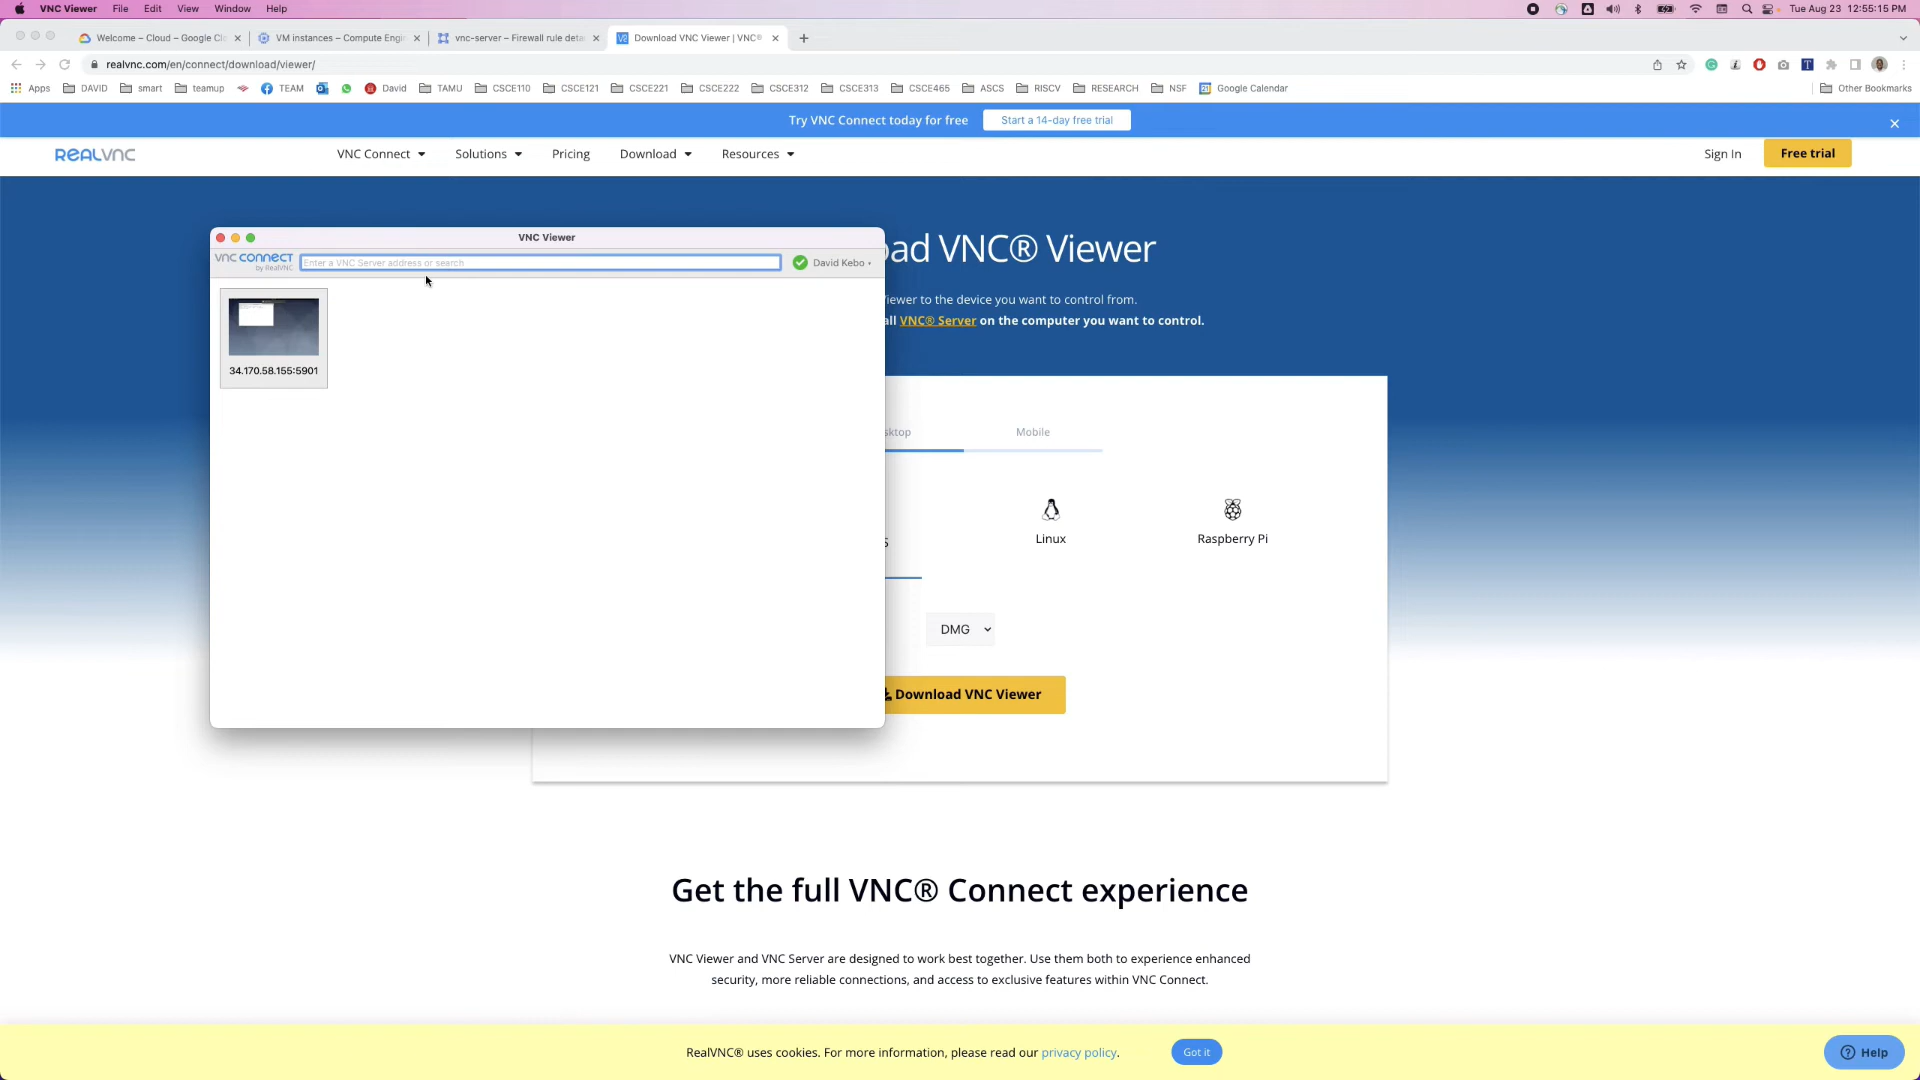 VNC Viewer File Edit View Window Help Tue Aug 23 12:55:15 PM
Welcome – Cloud – Google Cl VM instances – Compute Engin vnc-server – Firewall rule deta Download VNC Viewer | VNC®
realvnc.com/en/connect/download/viewer/
Apps DAVID smart teamup TEAM David TAMU CSCE110 CSCE121 CSCE221 CSCE222 CSCE312 CSCE313 CSCE465 ASCS RISCV RESEARCH NSF Google Calendar Other Bookmarks
Try VNC Connect today for free Start a 14-day free trial
REALVNC VNC Connect Solutions Pricing Download Resources Sign In Free trial
VNC Viewer
VNC CONNECT
by RealVNC
Enter a VNC Server address or search
David Kebo
34.170.58.155:5901
oad VNC® Viewer
iewer to the device you want to control from.
all VNC® Server on the computer you want to control.
sktop Mobile
S Linux Raspberry Pi
DMG
Download VNC Viewer
Get the full VNC® Connect experience
VNC Viewer and VNC Server are designed to work best together. Use them both to experience enhanced
security, more reliable connections, and access to exclusive features within VNC Connect.
RealVNC® uses cookies. For more information, please read our privacy policy. Got it
Help